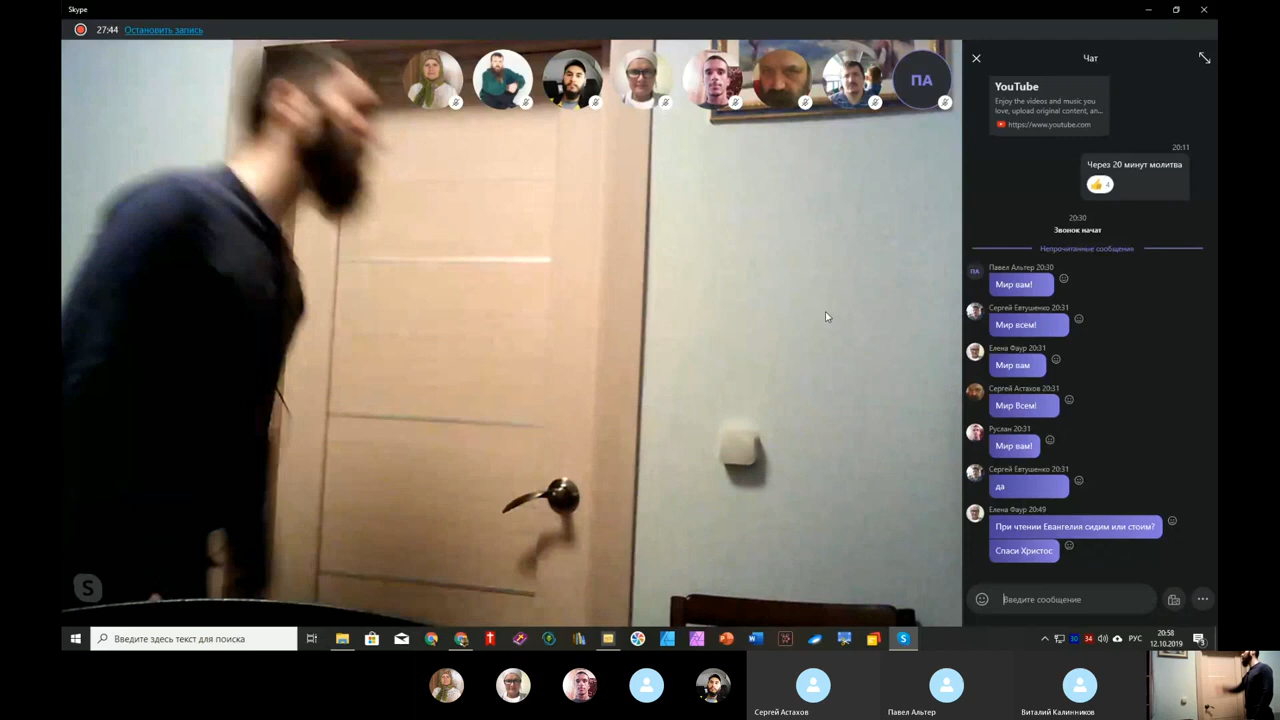 Skype
27:44 Остановить запись
ПА
Чат
YouTube
Enjoy the videos and music you
love, upload original content, an...
https://www.youtube.com
20:11
Через 20 минут молитва
4
20:30
Звонок начат
Непрочитанные сообщения
ПА
Павел Альтер 20:30
Мир вам!
Сергей Евтушенко 20:31
Мир всем!
Елена Фаур 20:31
Мир вам
Сергей Астахов 20:31
Мир Всем!
Руслан 20:31
Мир вам!
Сергей Евтушенко 20:31
да
Елена Фаур 20:49
При чтении Евангелия сидим или стоим?
Спаси Христос
Введите сообщение
Введите здесь текст для поиска
30
34
РУС
20:58
12.10.2019
3
Сергей Астахов
Павел Альтер
Виталий Калинников